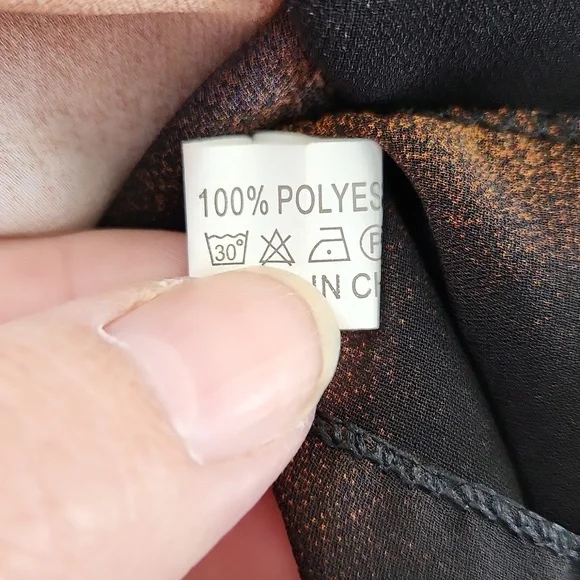 100% POLYES
30° P
IN CH